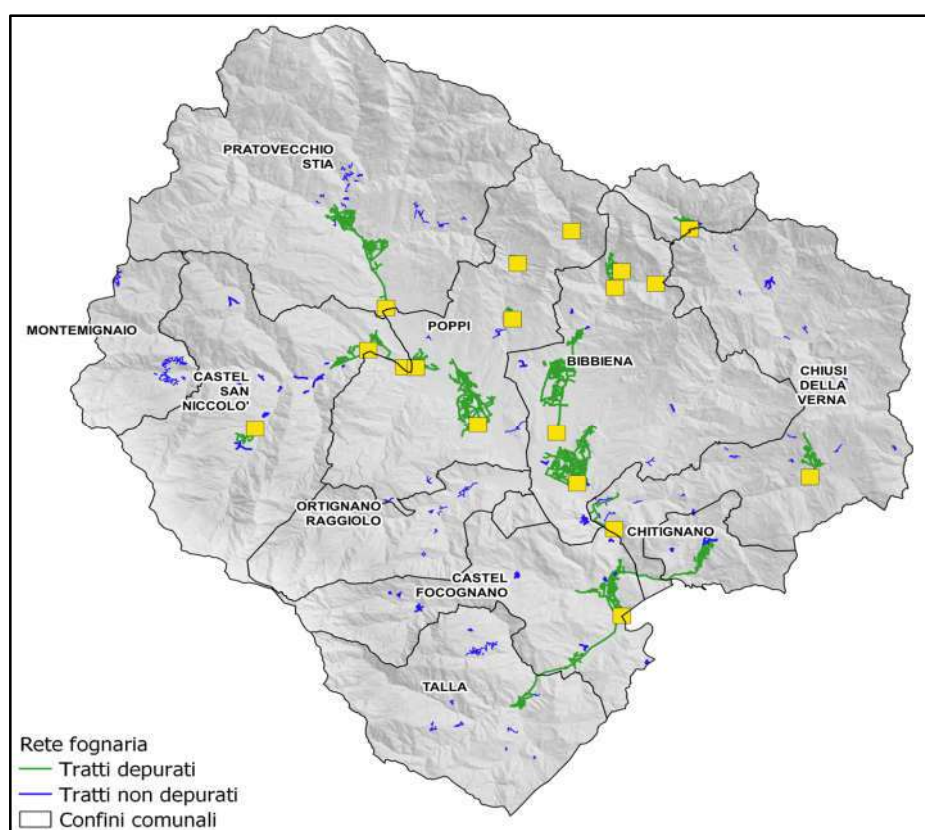 PRATOVECCHIO
STIA
MONTEMIGNAIO
POPPI
BIBBIENA
CASTEL
SAN
NICCOLO'
CHIUSI
DELLA
VERNA
ORTIGNANO
RAGGIOLO
CHITIGNANO
CASTEL
FOCOGNANO
TALLA
Rete fognaria
Tratti depurati
Tratti non depurati
Confini comunali